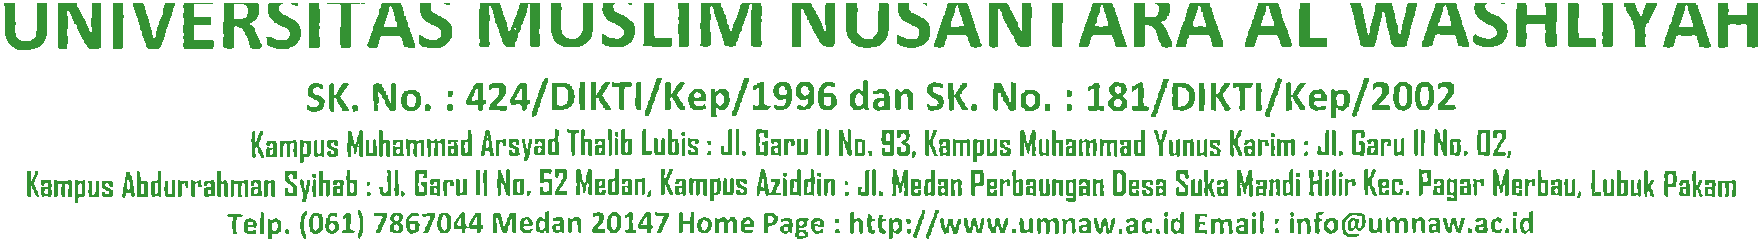 UNIVERSITAS MUSLIM NUSANTARA AL WASHLIYAH
SK. No. : 424/DIKTI/Kep/1996 dan SK. No. : 181/DIKTI/Kep/2002
Kampus Muhammad Arsyad Thalib Lubis : Jl. Garu II No. 93, Kampus Muhammad Yunus Karim : Jl. Garu II No. 02,
Kampus Abdurrahman Syihab : Jl. Garu II No. 52 Medan, Kampus Aziddin : Jl. Medan Perbaungan Desa Suka Mandi Hilir Kec. Pagar Merbau, Lubuk Pakam
Telp. (061) 7867044 Medan 20147 Home Page : http://www.umnaw.ac.id Email : info@umnaw.ac.id